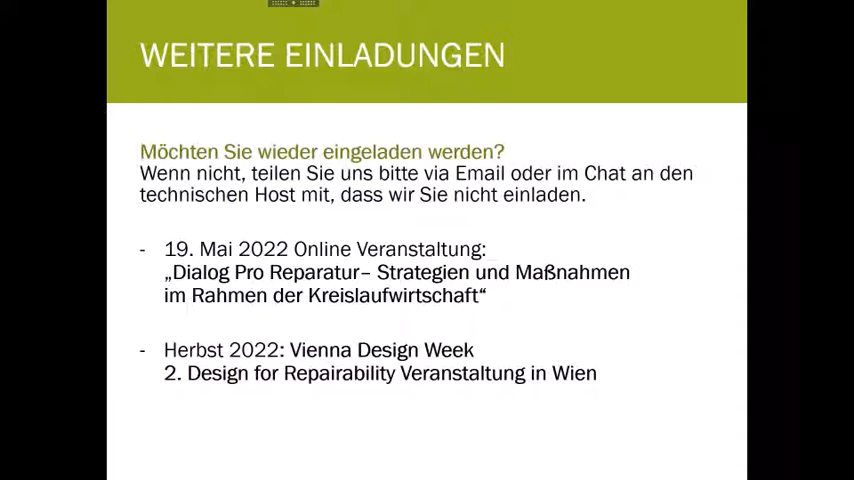 WEITERE EINLADUNGEN
Möchten Sie wieder eingeladen werden?
Wenn nicht, teilen Sie uns bitte via Email oder im Chat an den
technischen Host mit, dass wir Sie nicht einladen.
- 19. Mai 2022 Online Veranstaltung:
„Dialog Pro Reparatur– Strategien und Maßnahmen
im Rahmen der Kreislaufwirtschaft“
- Herbst 2022: Vienna Design Week
2. Design for Repairability Veranstaltung in Wien